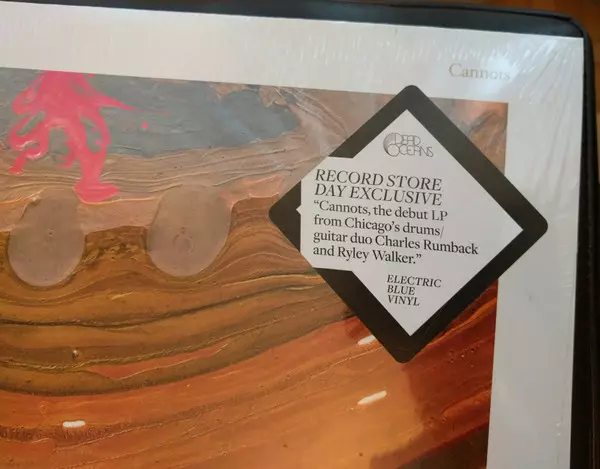 Cannots
DEAD
OCEANS
RECORD STORE
DAY EXCLUSIVE
“Cannots, the debut LP
from Chicago’s drums/
guitar duo Charles Rumback
and Ryley Walker.”
ELECTRIC
BLUE
VINYL